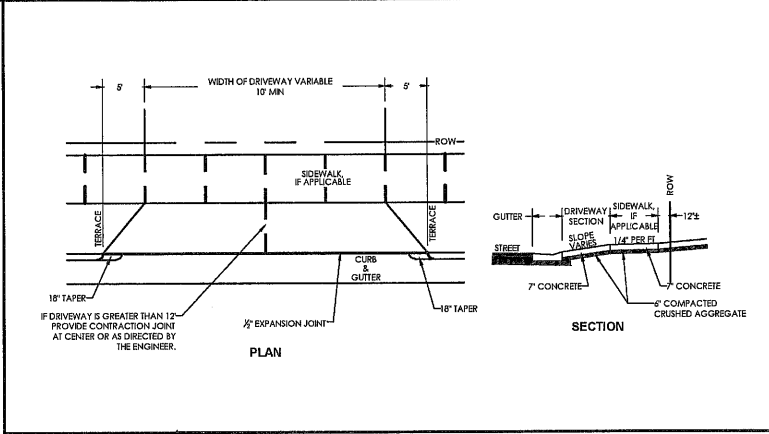 5'
WIDTH OF DRIVEWAY VARIABLE
10' MIN
5'
ROW
SIDEWALK,
IF APPLICABLE
TERRACE
TERRACE
CURB
&
GUTTER
18" TAPER
18" TAPER
IF DRIVEWAY IS GREATER THAN 12'
PROVIDE CONTRACTION JOINT
AT CENTER OR AS DIRECTED BY
THE ENGINEER.
½" EXPANSION JOINT
PLAN
ROW
GUTTER
DRIVEWAY
SECTION
SIDEWALK,
IF
APPLICABLE
12"±
STREET
SLOPE
VARIES
1/4" PER FT
7" CONCRETE
7" CONCRETE
6" COMPACTED
CRUSHED AGGREGATE
SECTION